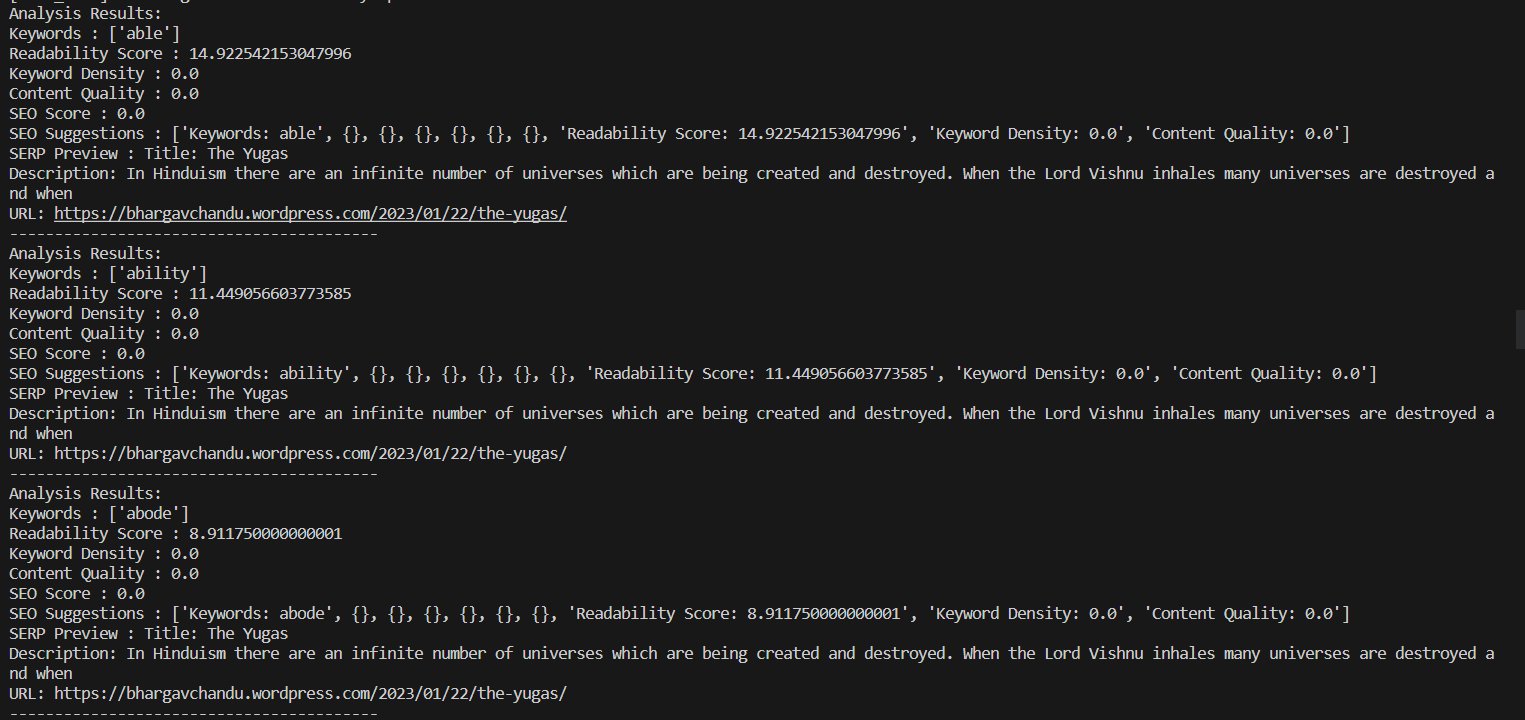 Analysis Results:
Keywords : ['able']
Readability Score : 14.922542153047996
Keyword Density : 0.0
Content Quality : 0.0
SEO Score : 0.0
SEO Suggestions : ['Keywords: able', {}, {}, {}, {}, {}, {}, 'Readability Score: 14.922542153047996', 'Keyword Density: 0.0', 'Content Quality: 0.0']
SERP Preview : Title: The Yugas
Description: In Hinduism there are an infinite number of universes which are being created and destroyed. When the Lord Vishnu inhales many universes are destroyed a
nd when
URL: https://bhargavchandu.wordpress.com/2023/01/22/the-yugas/
-----------------------------------------
Analysis Results:
Keywords : ['ability']
Readability Score : 11.449056603773585
Keyword Density : 0.0
Content Quality : 0.0
SEO Score : 0.0
SEO Suggestions : ['Keywords: ability', {}, {}, {}, {}, {}, {}, 'Readability Score: 11.449056603773585', 'Keyword Density: 0.0', 'Content Quality: 0.0']
SERP Preview : Title: The Yugas
Description: In Hinduism there are an infinite number of universes which are being created and destroyed. When the Lord Vishnu inhales many universes are destroyed a
nd when
URL: https://bhargavchandu.wordpress.com/2023/01/22/the-yugas/
-----------------------------------------
Analysis Results:
Keywords : ['abode']
Readability Score : 8.911750000000001
Keyword Density : 0.0
Content Quality : 0.0
SEO Score : 0.0
SEO Suggestions : ['Keywords: abode', {}, {}, {}, {}, {}, {}, 'Readability Score: 8.911750000000001', 'Keyword Density: 0.0', 'Content Quality: 0.0']
SERP Preview : Title: The Yugas
Description: In Hinduism there are an infinite number of universes which are being created and destroyed. When the Lord Vishnu inhales many universes are destroyed a
nd when
URL: https://bhargavchandu.wordpress.com/2023/01/22/the-yugas/
-----------------------------------------